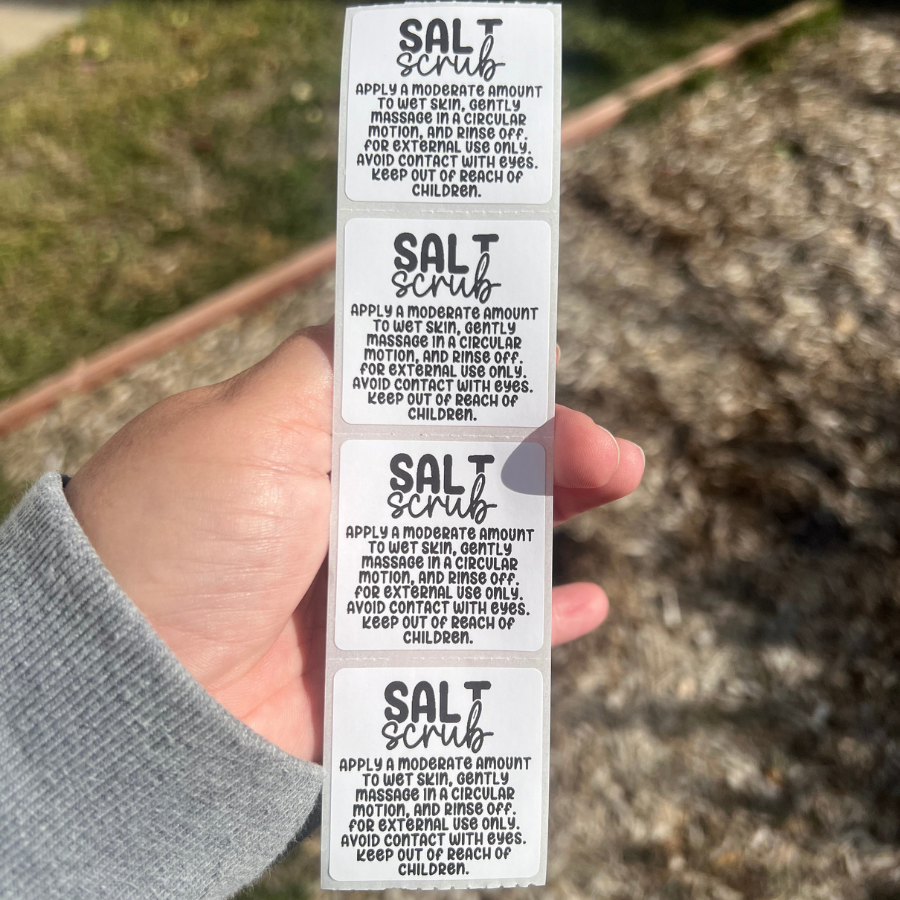 SALT
scrub
APPLY A MODERATE AMOUNT
TO WET SKIN, GENTLY
MASSAGE IN A CIRCULAR
MOTION, AND RINSE OFF.
FOR EXTERNAL USE ONLY.
AVOID CONTACT WITH EYES.
KEEP OUT OF REACH OF
CHILDREN.
SALT
scrub
APPLY A MODERATE AMOUNT
TO WET SKIN, GENTLY
MASSAGE IN A CIRCULAR
MOTION, AND RINSE OFF.
FOR EXTERNAL USE ONLY.
AVOID CONTACT WITH EYES.
KEEP OUT OF REACH OF
CHILDREN.
SALT
scrub
APPLY A MODERATE AMOUNT
TO WET SKIN, GENTLY
MASSAGE IN A CIRCULAR
MOTION, AND RINSE OFF.
FOR EXTERNAL USE ONLY.
AVOID CONTACT WITH EYES.
KEEP OUT OF REACH OF
CHILDREN.
SALT
scrub
APPLY A MODERATE AMOUNT
TO WET SKIN, GENTLY
MASSAGE IN A CIRCULAR
MOTION, AND RINSE OFF.
FOR EXTERNAL USE ONLY.
AVOID CONTACT WITH EYES.
KEEP OUT OF REACH OF
CHILDREN.